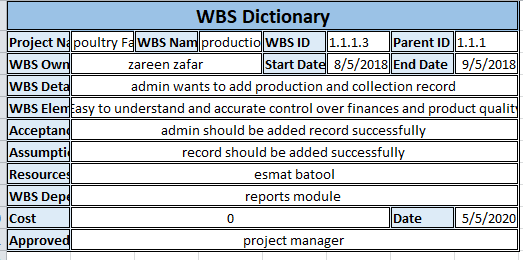 WBS Dictionary
Project Na poultry Fa WBS Nam productio WBS ID 1.1.1.3 Parent ID 1.1.1
WBS Own zareen zafar Start Date 8/5/2018 End Date 9/5/2018
WBS Deta admin wants to add production and collection record
WBS Elem Easy to understand and accurate control over finances and product quality
Acceptanc admin should be added record successfully
Assumptio record should be added successfully
Resources esmat batool
WBS Depe reports module
Cost 0 Date 5/5/2020
Approved project manager